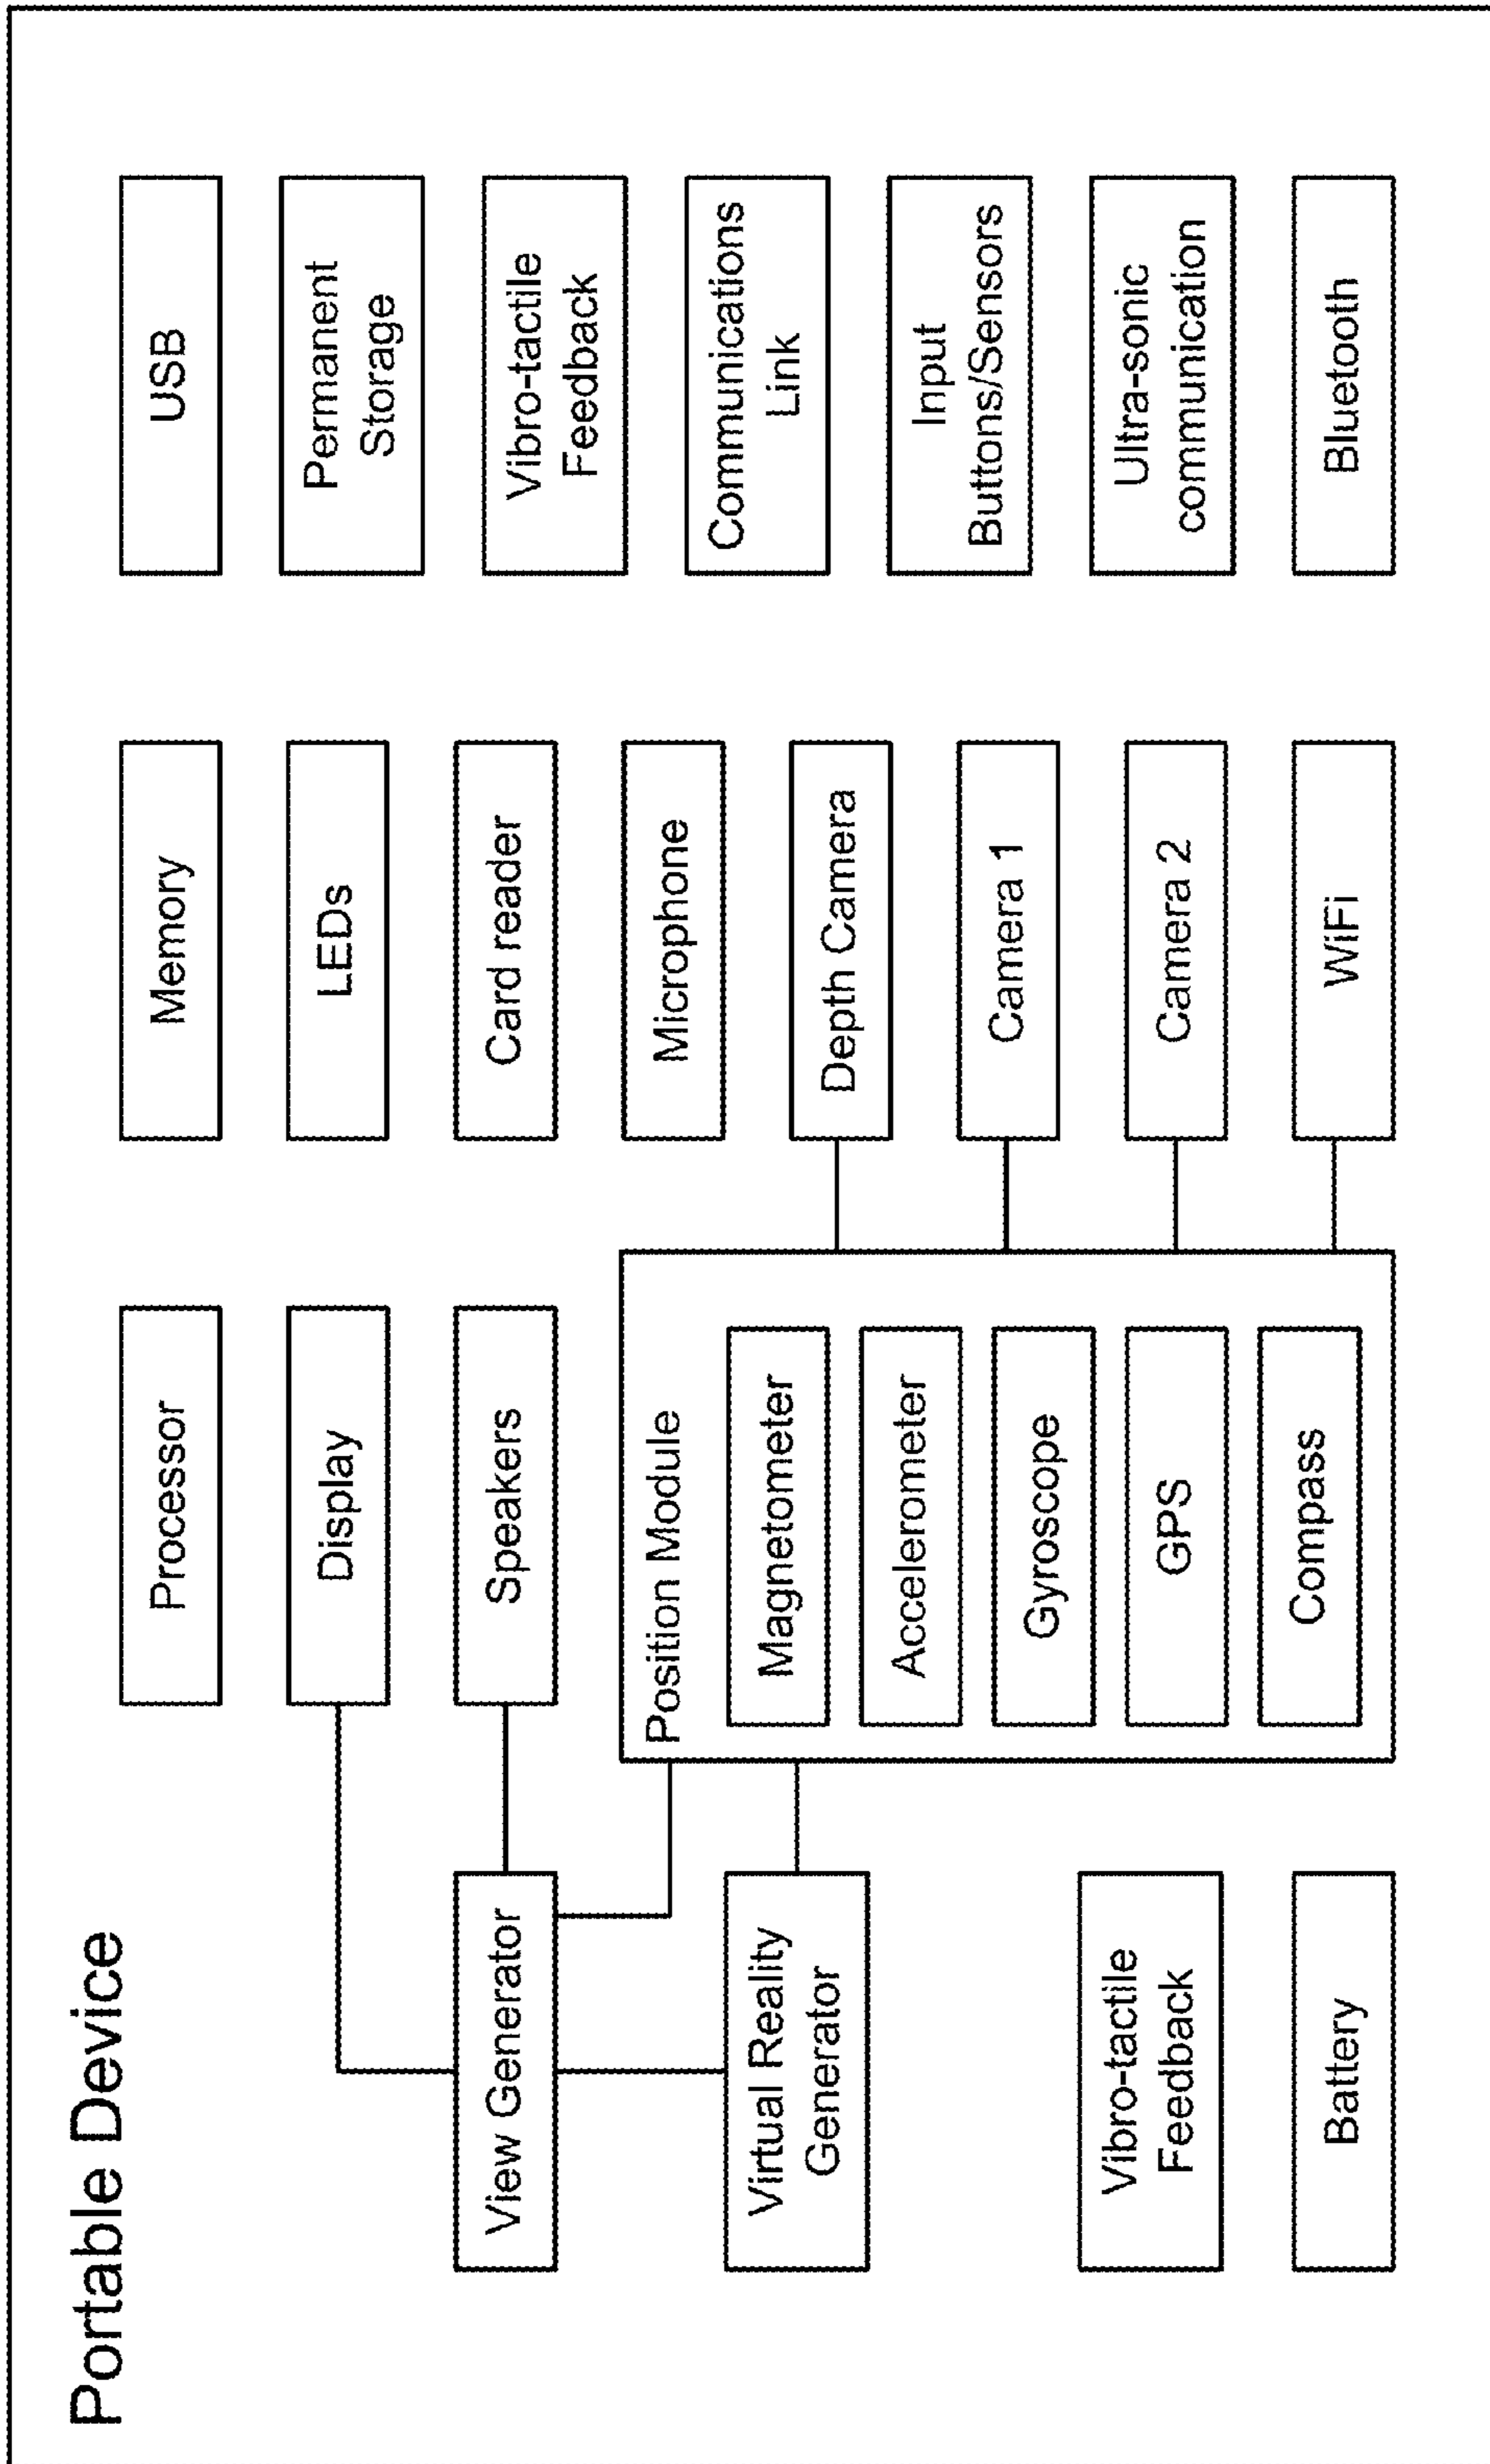 Portable Device
View Generator
Virtual Reality
Generator
Vibro-tactile
Feedback
Battery
Processor
Display
Speakers
Position Module
Magnetometer
Accelerometer
Gyroscope
GPS
Compass
Memory
LEDs
Card reader
Microphone
Depth Camera
Camera 1
Camera 2
WiFi
USB
Permanent
Storage
Vibro-tactile
Feedback
Communications
Link
Input
Buttons/Sensors
Ultra-sonic
communication
Bluetooth